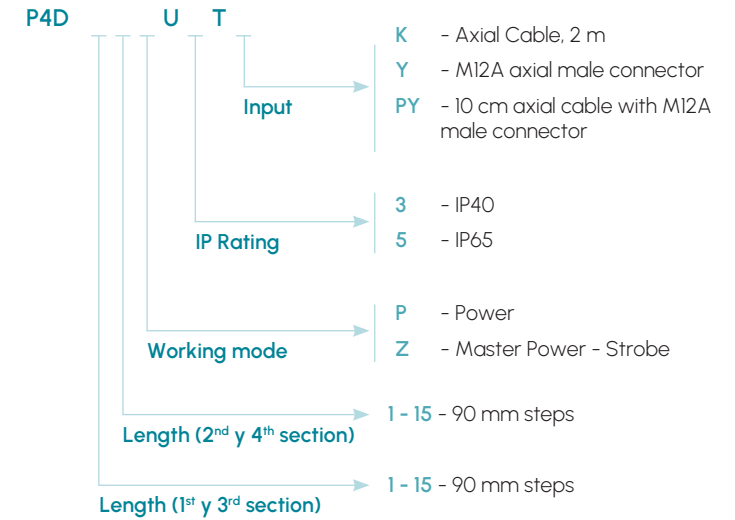 P4D U T
K - Axial Cable, 2 m
Y - M12A axial male connector
PY - 10 cm axial cable with M12A
male connector
Input
3 - IP40
5 - IP65
IP Rating
P - Power
Z - Master Power - Strobe
Working mode
1 - 15 - 90 mm steps
Length (2nd y 4th section)
1 - 15 - 90 mm steps
Length (1st y 3rd section)